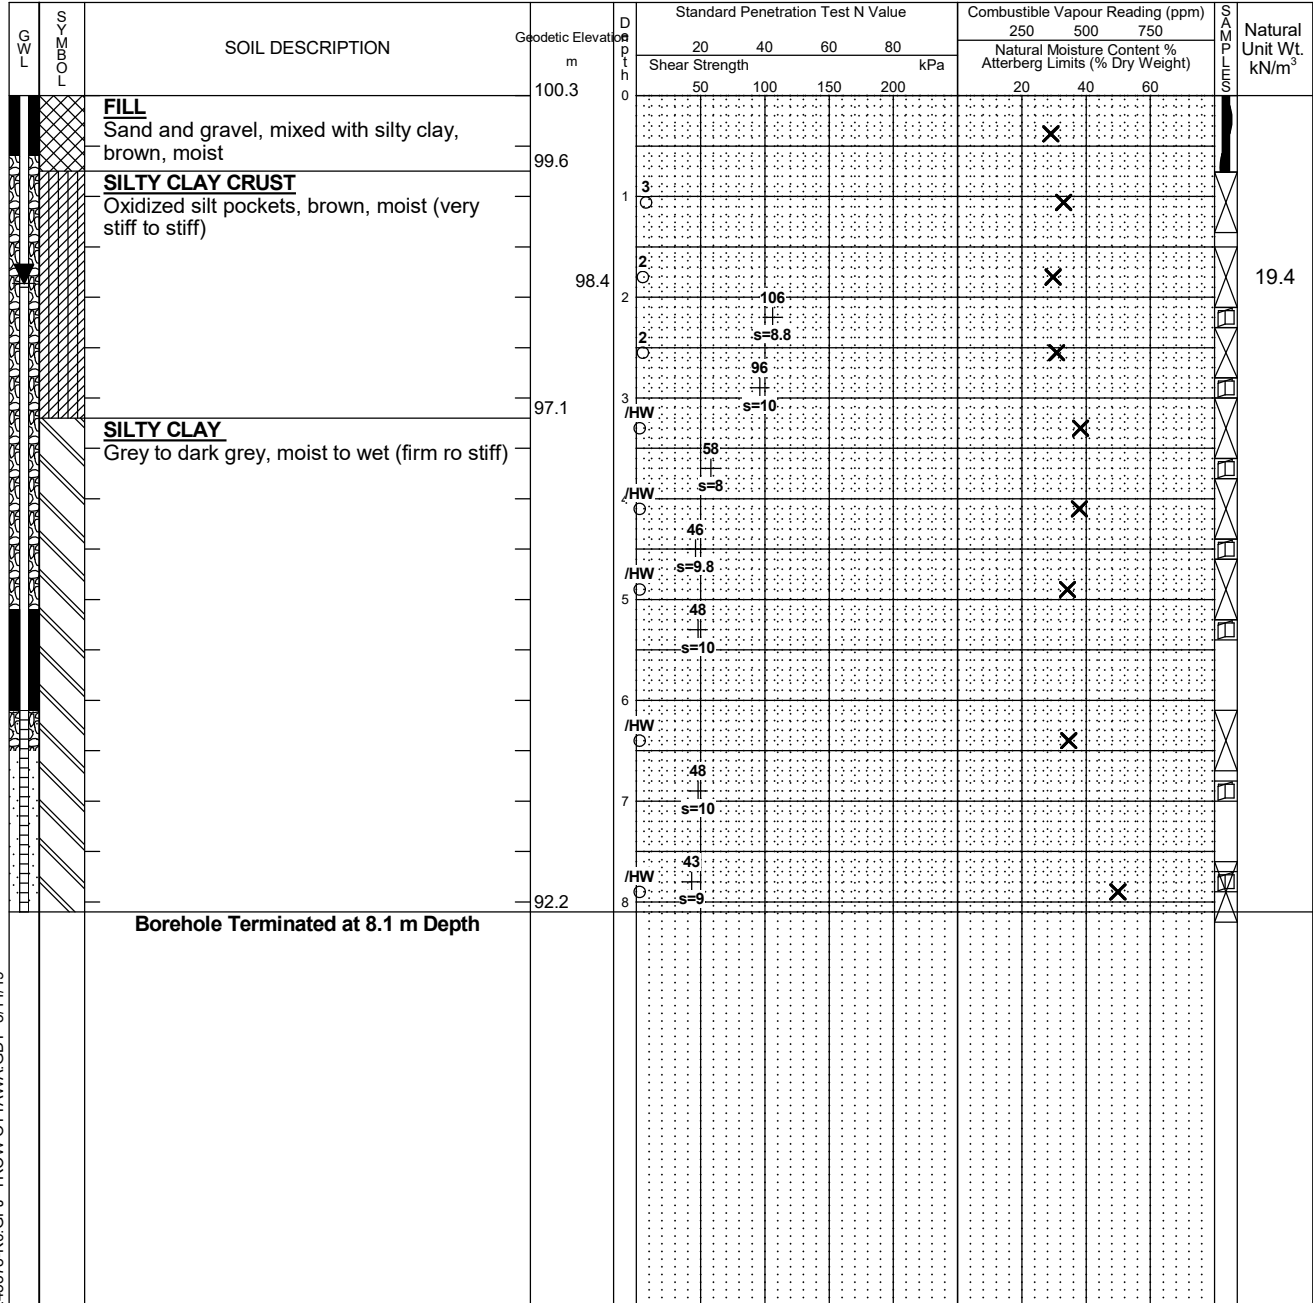 GWL
SYMBOL
SOIL DESCRIPTION
Geodetic Elevation
m
100.3
Depth
Standard Penetration Test N Value
20 40 60 80
Shear Strength kPa
50 100 150 200
Combustible Vapour Reading (ppm)
250 500 750
Natural Moisture Content %
Atterberg Limits (% Dry Weight)
20 40 60
SAMPLES
Natural
Unit Wt.
kN/m³
0
FILL
Sand and gravel, mixed with silty clay,
brown, moist
99.6
SILTY CLAY CRUST
Oxidized silt pockets, brown, moist (very
stiff to stiff)
3
1
2
98.4
19.4
2
106
s=8.8
2
96
3
s=10
97.1
SILTY CLAY
Grey to dark grey, moist to wet (firm ro stiff)
/HW
58
s=8
/HW
46
s=9.8
/HW
5
48
s=10
6
/HW
48
7
s=10
43
/HW
s=9
92.2
8
Borehole Terminated at 8.1 m Depth